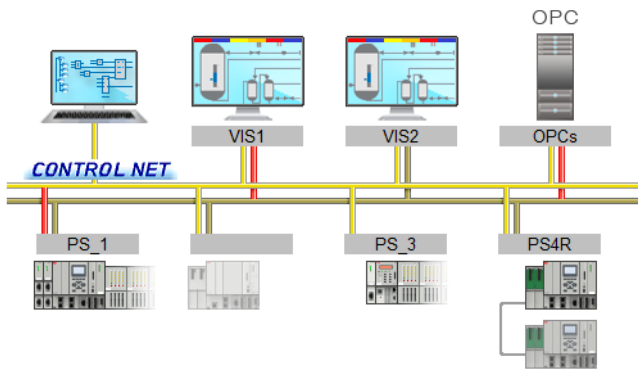 OPC
VIS1
VIS2
OPCs
CONTROL NET
PS_1
PS_3
PS4R